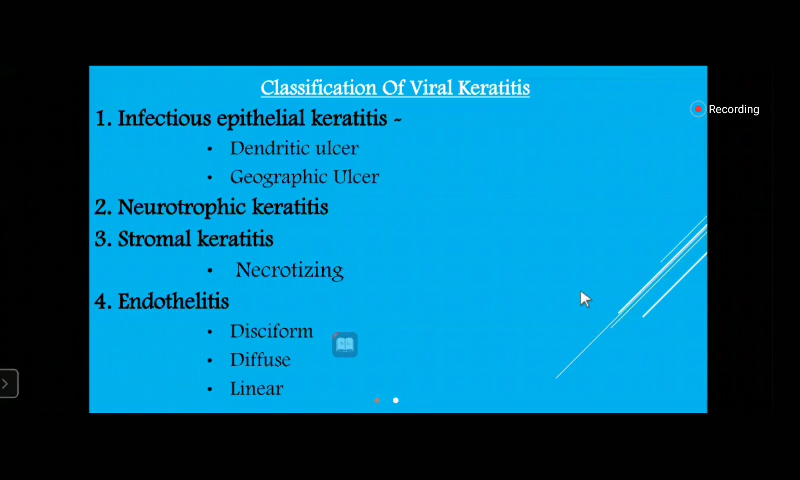 Classification Of Viral Keratitis
Recording
1. Infectious epithelial keratitis -
• Dendritic ulcer
• Geographic Ulcer
2. Neurotrophic keratitis
3. Stromal keratitis
• Necrotizing
4. Endothelitis
• Disciform
• Diffuse
• Linear